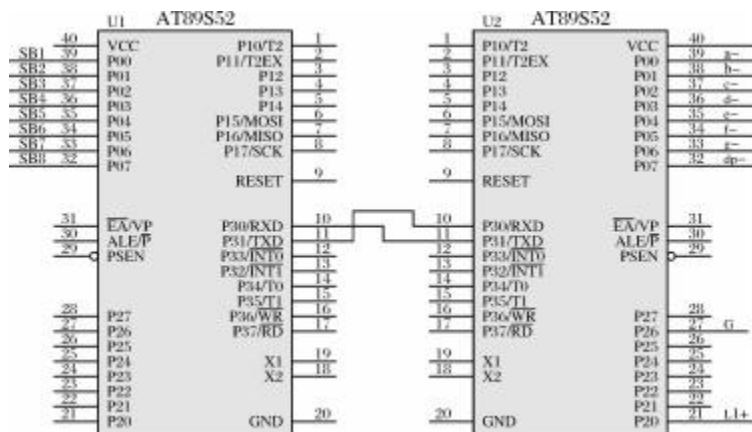 U1 AT89S52
40 VCC P10/T2 1
SB1 39 P00 P11/T2EX 2
SB2 38 P01 P12 3
SB3 37 P02 P13 4
SB4 36 P03 P14 5
SB5 35 P04 P15/MOSI 6
SB6 34 P05 P16/MISO 7
SB7 33 P06 P17/SCK 8
SB8 32 P07
RESET 9
31 EA/VP P30/RXD 10
30 ALE/P P31/TXD 11
29 PSEN P33/INT0 12
P32/INT1 13
P34/T0 14
P35/T1 15
28 P27 P36/WR 16
27 P26 P37/RD 17
26 P25
25 P24 X1 19
24 P23 X2 18
23 P22
22 P21
21 P20 GND 20
U2 AT89S52
1 P10/T2 VCC 40
2 P11/T2EX P00 39 a-
3 P12 P01 38 b-
4 P13 P02 37 c-
5 P14 P03 36 d-
6 P15/MOSI P04 35 e-
7 P16/MISO P05 34 f-
8 P17/SCK P06 33 g-
P07 32 dp-
9 RESET
10 P30/RXD EA/VP 31
11 P31/TXD ALE/P 30
12 P33/INT0 PSEN 29
13 P32/INT1
14 P34/T0
15 P35/T1
16 P36/WR P27 28
17 P37/RD P26 27 G
P25 26
19 X1 P24 25
18 X2 P23 24
P22 23
P21 22
20 GND P20 21 L1+